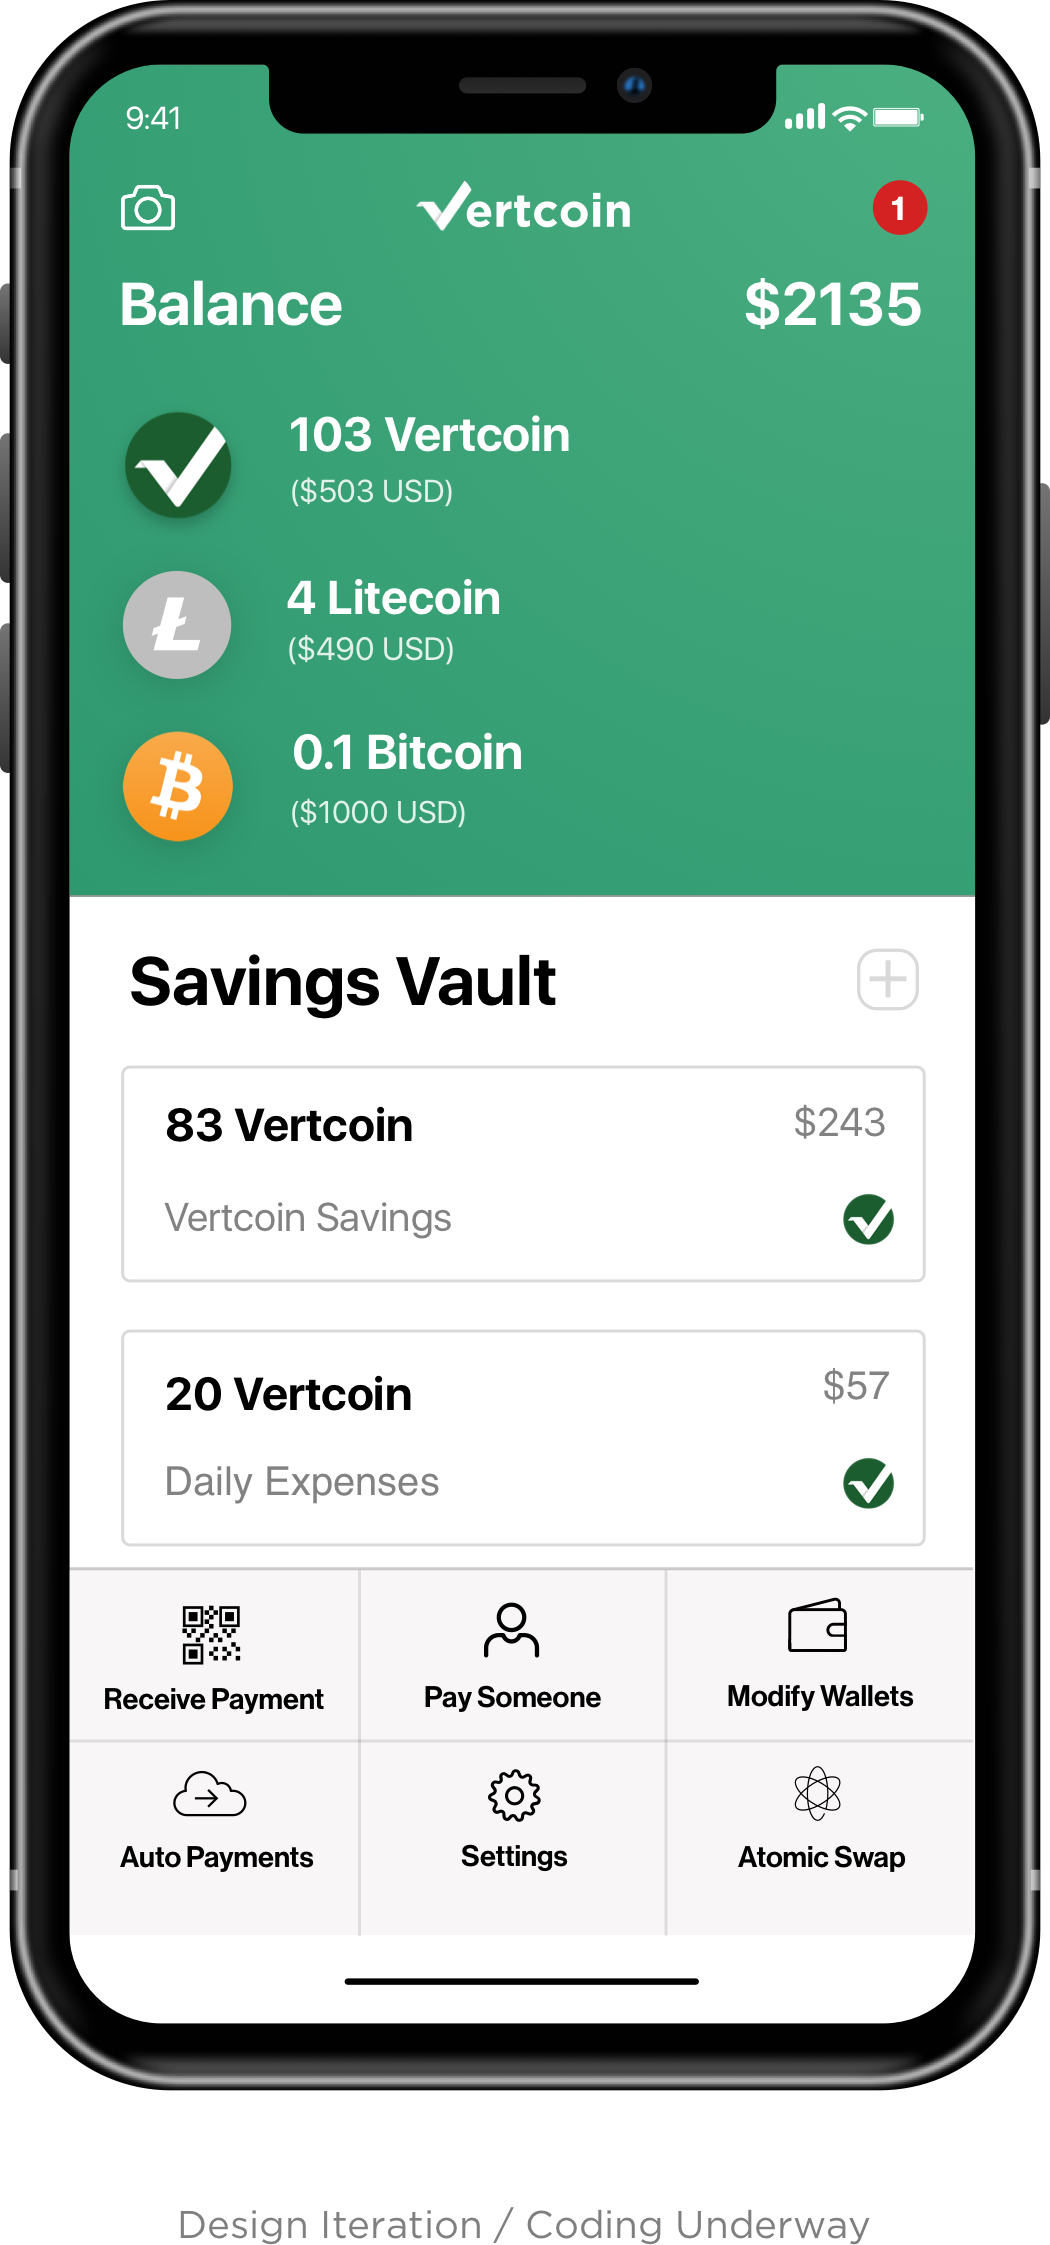 9:41
Vertcoin
1
Balance $2135
103 Vertcoin
($503 USD)
4 Litecoin
($490 USD)
0.1 Bitcoin
($1000 USD)
Savings Vault
83 Vertcoin $243
Vertcoin Savings
20 Vertcoin $57
Daily Expenses
Receive Payment Pay Someone Modify Wallets
Auto Payments Settings Atomic Swap
Design Iteration / Coding Underway